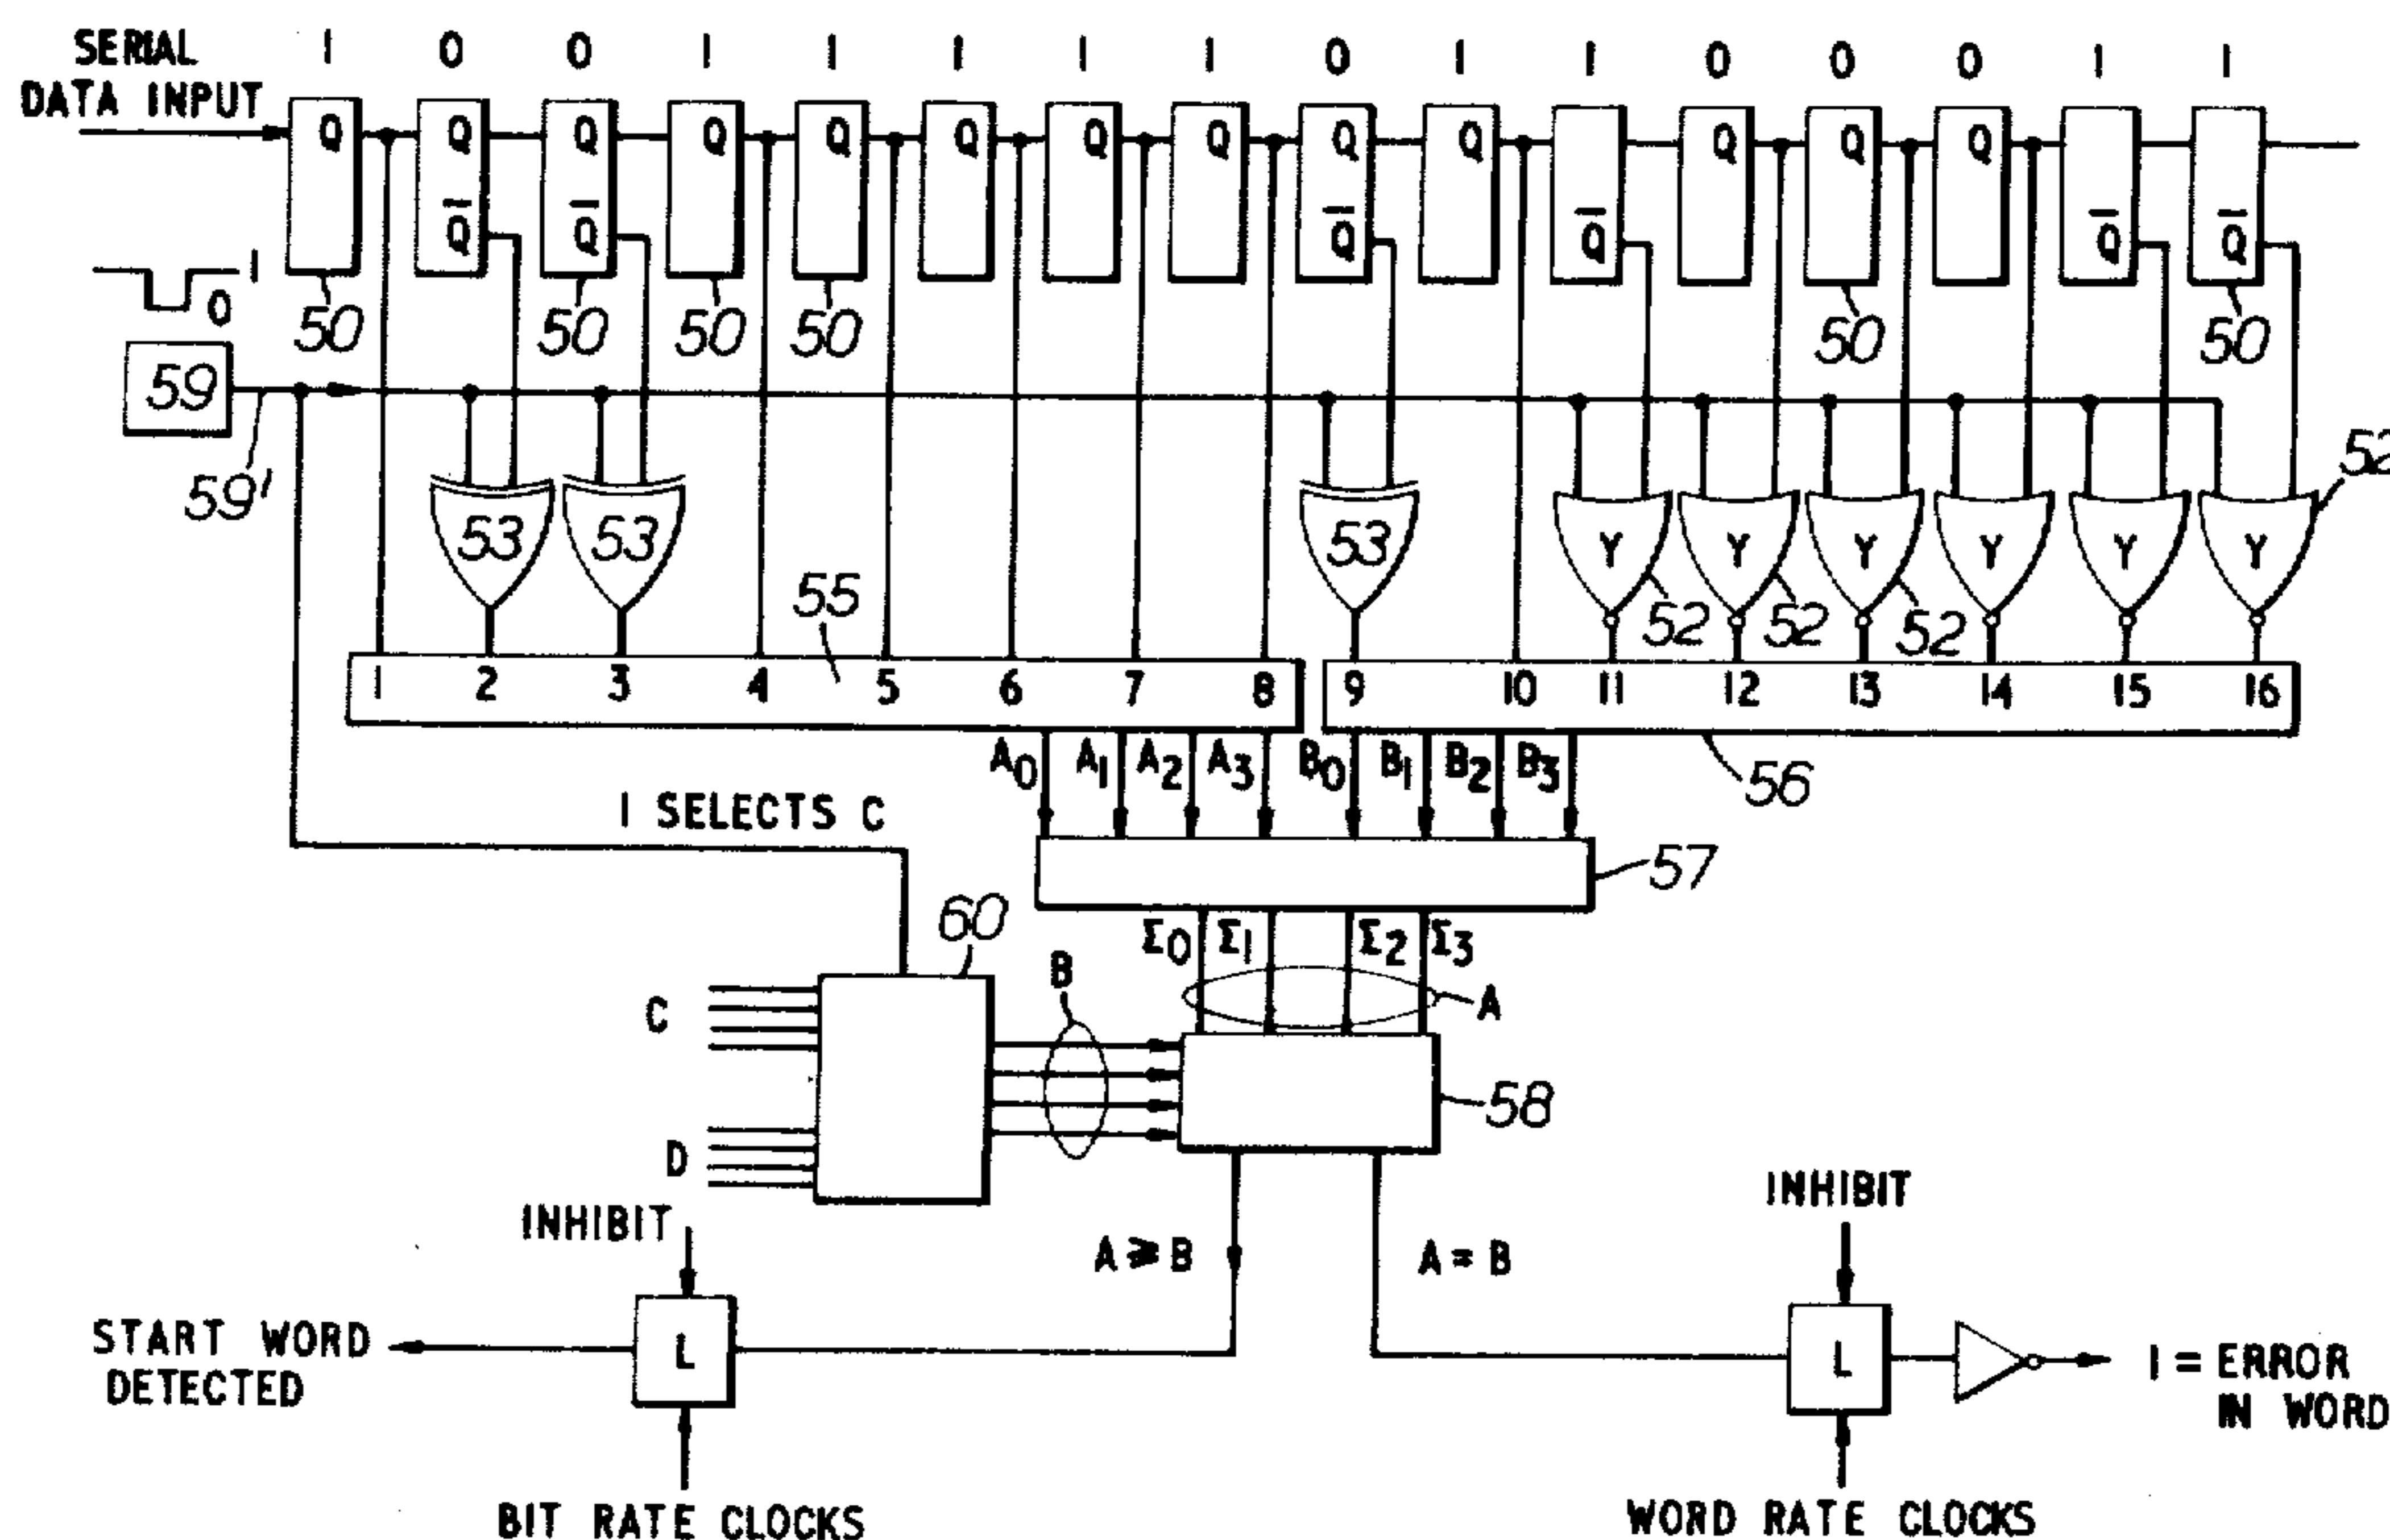 SERIAL
DATA INPUT
1 0 0 1 1 1 1 1 0 1 1 0 0 0 1 1
Q Q Q Q Q Q Q Q Q Q Q Q Q
Q̅ Q̅ Q̅ Q̅ Q̅ Q̅
1
0
50 50 50 50 50 50
59
59'
52
53 53 53 Y Y Y Y Y Y
55 52 52 52
1 2 3 4 5 6 7 8 9 10 11 12 13 14 15 16
A0 A1 A2 A3 B0 B1 B2 B3
56
1 SELECTS C
57
60
Σ0 Σ1 Σ2 Σ3
B
C
A
58
D
INHIBIT
INHIBIT
A ≥ B
A = B
START WORD
DETECTED
L
L
1 = ERROR
IN WORD
BIT RATE CLOCKS
WORD RATE CLOCKS